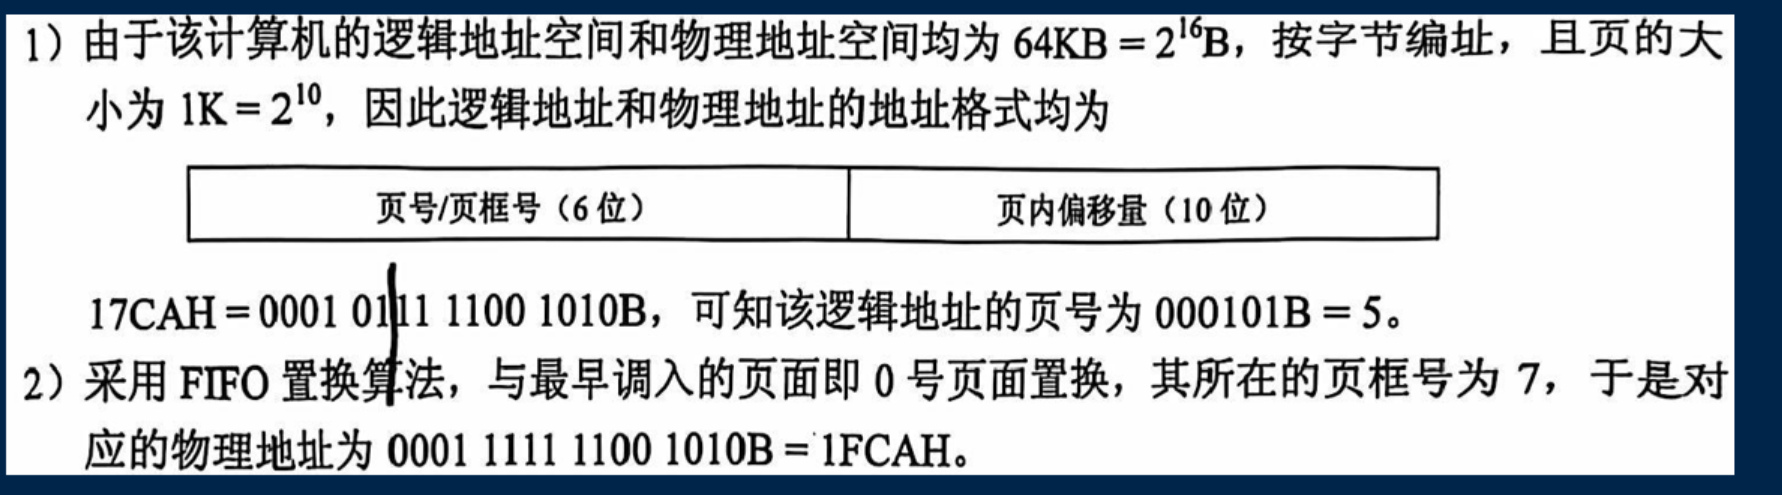 1）由于该计算机的逻辑地址空间和物理地址空间均为 64KB = 2¹⁶B，按字节编址，且页的大
小为 1K = 2¹⁰，因此逻辑地址和物理地址的地址格式均为
页号/页框号（6 位） 页内偏移量（10 位）
17CAH = 0001 0111 1100 1010B，可知该逻辑地址的页号为 000101B = 5。
2）采用 FIFO 置换算法，与最早调入的页面即 0 号页面置换，其所在的页框号为 7，于是对
应的物理地址为 0001 1111 1100 1010B = 1FCAH。